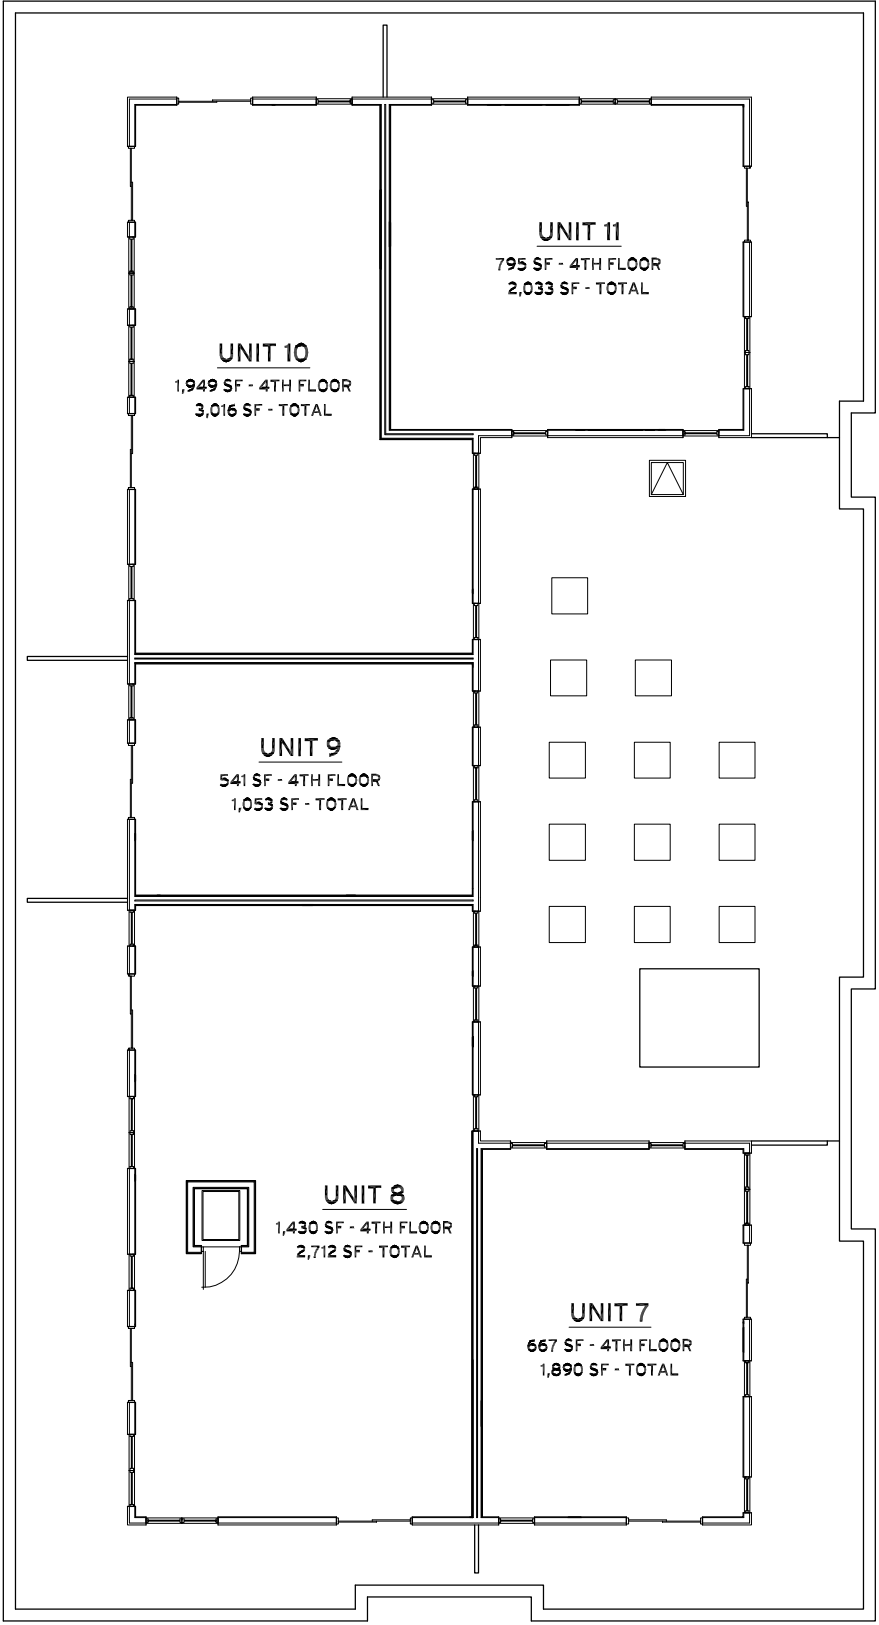 UNIT 11
795 SF - 4TH FLOOR
2,033 SF - TOTAL
UNIT 10
1,949 SF - 4TH FLOOR
3,016 SF - TOTAL
UNIT 9
541 SF - 4TH FLOOR
1,053 SF - TOTAL
UNIT 8
1,430 SF - 4TH FLOOR
2,712 SF - TOTAL
UNIT 7
667 SF - 4TH FLOOR
1,890 SF - TOTAL